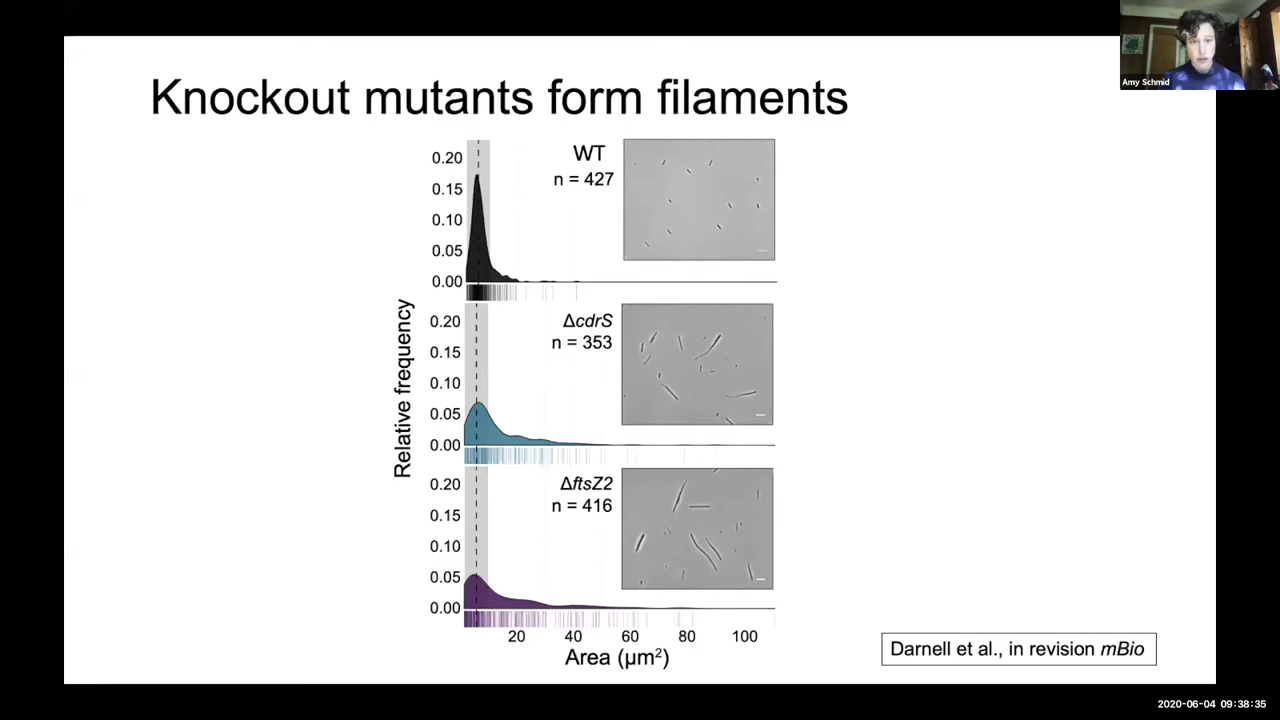 Amy Schmid
Knockout mutants form filaments
WT
n = 427
0.20
0.15
0.10
0.05
0.00
ΔcdrS
n = 353
0.20
0.15
0.10
0.05
0.00
ΔftsZ2
n = 416
0.20
0.15
0.10
0.05
0.00
Relative frequency
20 40 60 80 100
Area (µm²)
Darnell et al., in revision mBio
2020-06-04 09:38:35